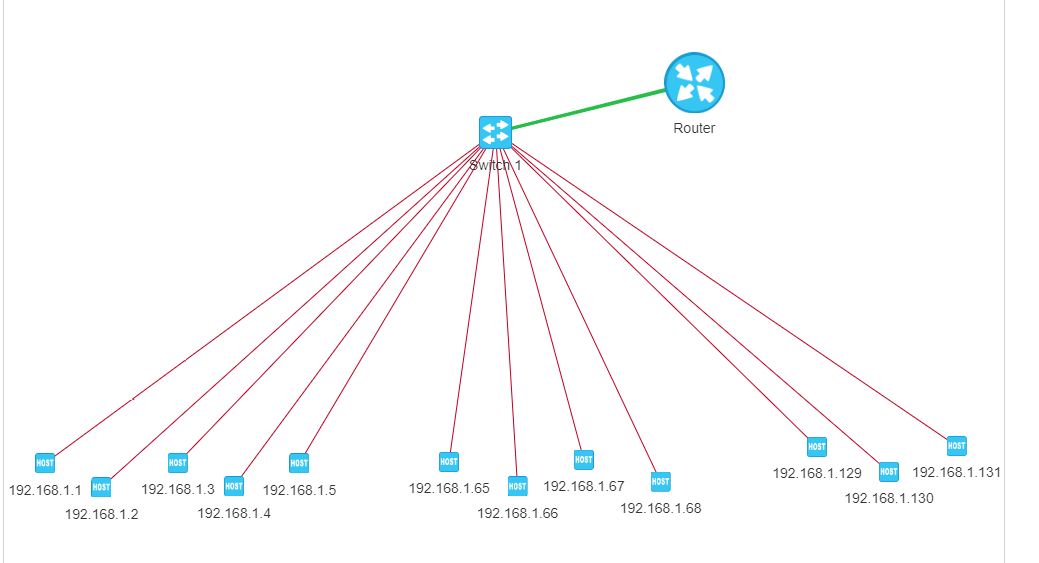 Router
Switch 1
HOST
HOST
HOST
HOST
HOST
HOST
HOST
HOST
HOST
HOST
HOST
HOST
192.168.1.1
192.168.1.2
192.168.1.3
192.168.1.4
192.168.1.5
192.168.1.65
192.168.1.66
192.168.1.67
192.168.1.68
192.168.1.129
192.168.1.130
192.168.1.131